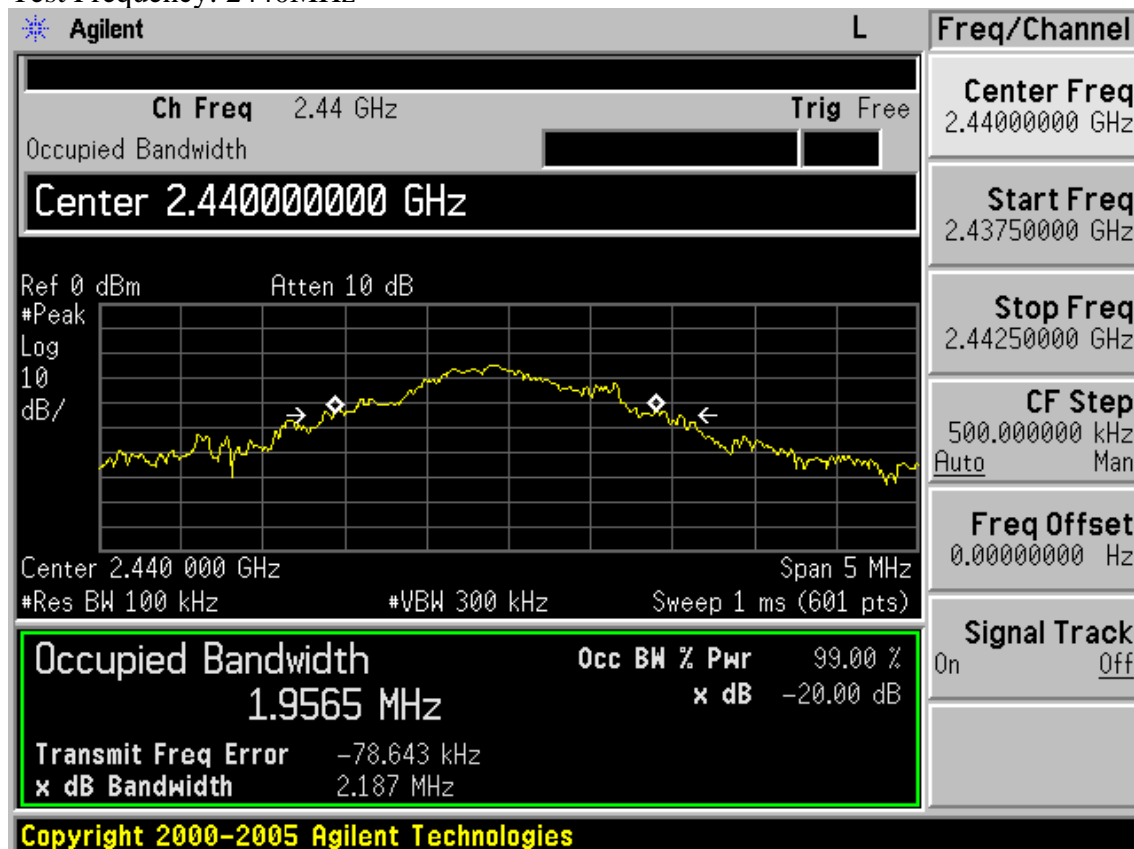 Agilent L Freq/Channel
Ch Freq 2.44 GHz Trig Free
Occupied Bandwidth
Center 2.440000000 GHz
Ref 0 dBm Atten 10 dB
#Peak
Log
10
dB/
Center 2.440 000 GHz Span 5 MHz
#Res BW 100 kHz #VBW 300 kHz Sweep 1 ms (601 pts)
Occupied Bandwidth Occ BW % Pwr 99.00 %
1.9565 MHz x dB -20.00 dB
Transmit Freq Error -78.643 kHz
x dB Bandwidth 2.187 MHz
Copyright 2000-2005 Agilent Technologies
Center Freq
2.44000000 GHz
Start Freq
2.43750000 GHz
Stop Freq
2.44250000 GHz
CF Step
500.000000 kHz
Auto Man
Freq Offset
0.00000000 Hz
Signal Track
On Off